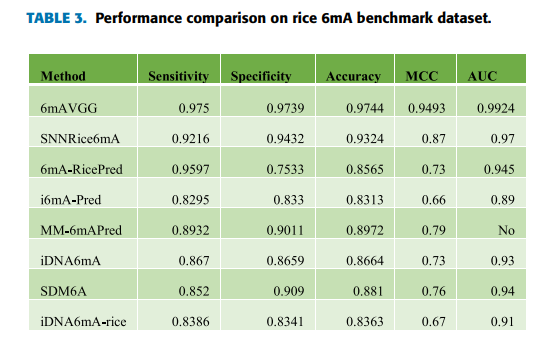 TABLE 3. Performance comparison on rice 6mA benchmark dataset.
Method Sensitivity Specificity Accuracy MCC AUC
6mAVGG 0.975 0.9739 0.9744 0.9493 0.9924
SNNRice6mA 0.9216 0.9432 0.9324 0.87 0.97
6mA-RicePred 0.9597 0.7533 0.8565 0.73 0.945
i6mA-Pred 0.8295 0.833 0.8313 0.66 0.89
MM-6mAPred 0.8932 0.9011 0.8972 0.79 No
iDNA6mA 0.867 0.8659 0.8664 0.73 0.93
SDM6A 0.852 0.909 0.881 0.76 0.94
iDNA6mA-rice 0.8386 0.8341 0.8363 0.67 0.91